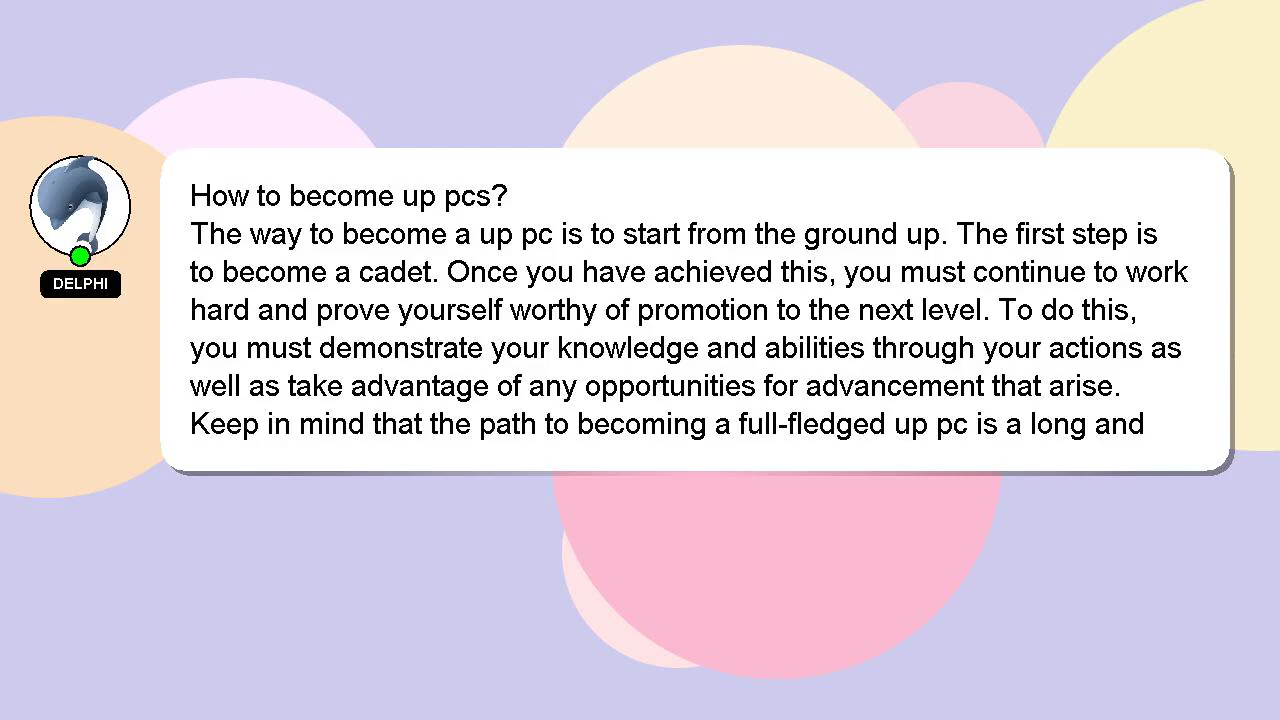 How to become up pcs?
The way to become a up pc is to start from the ground up. The first step is
to become a cadet. Once you have achieved this, you must continue to work
hard and prove yourself worthy of promotion to the next level. To do this,
you must demonstrate your knowledge and abilities through your actions as
well as take advantage of any opportunities for advancement that arise.
Keep in mind that the path to becoming a full-fledged up pc is a long and
DELPHI